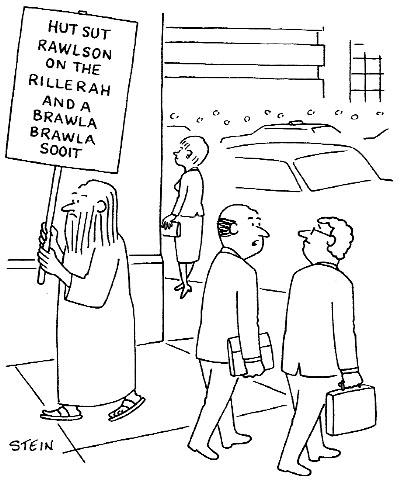 HUT SUT
RAWLSON
ON THE
RILLERAH
AND A
BRAWLA
BRAWLA
SOOIT
STEIN